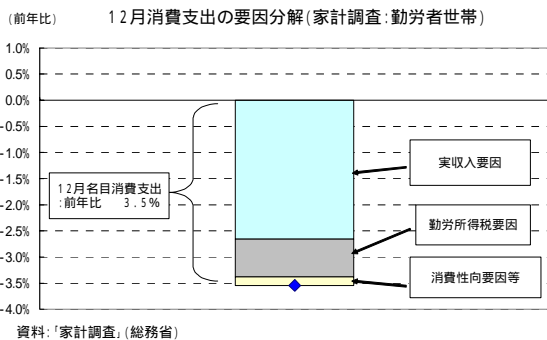 (前年比)
12月消費支出の要因分解(家計調査:勤労者世帯)
1.0%
0.5%
0.0%
-0.5%
-1.0%
-1.5%
-2.0%
-2.5%
-3.0%
-3.5%
-4.0%
12月名目消費支出
:前年比 3.5%
実収入要因
勤労所得税要因
消費性向要因等
資料:「家計調査」(総務省)